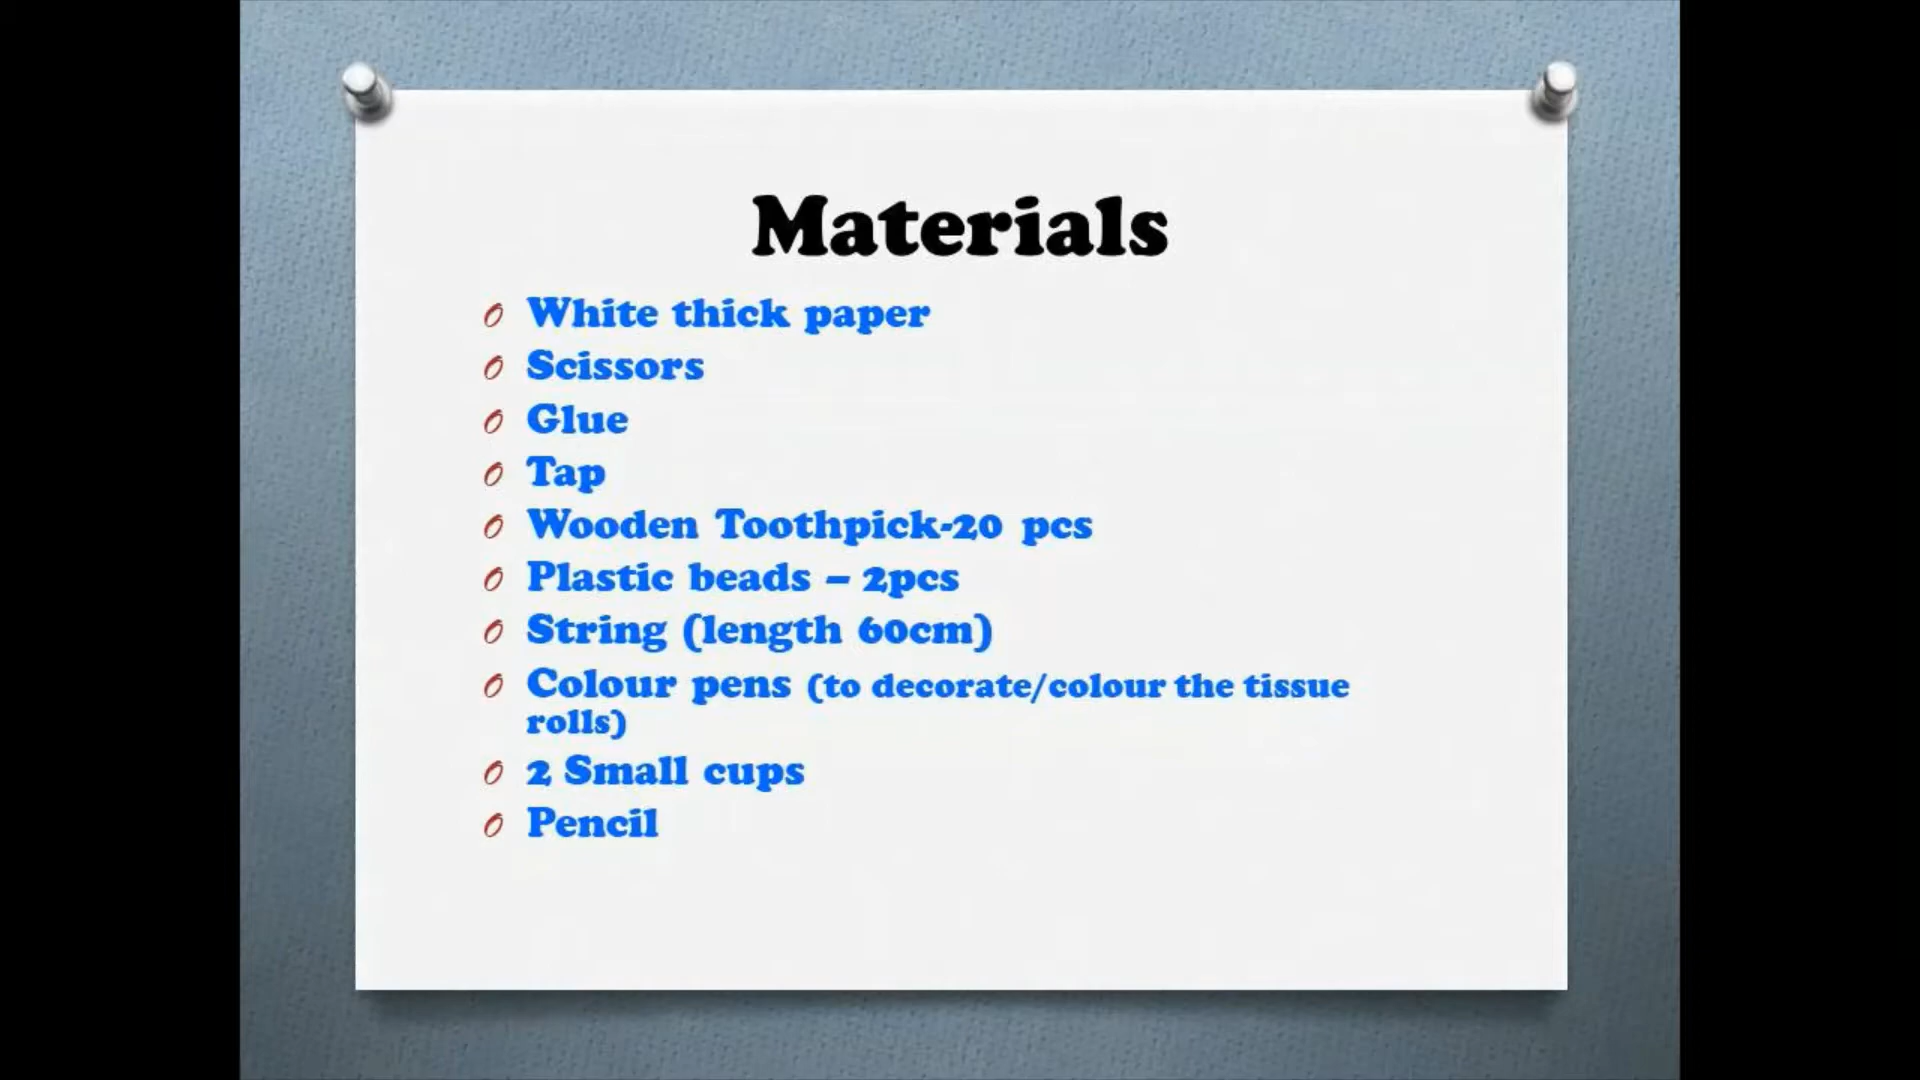 Materials
White thick paper
Scissors
Glue
Tap
Wooden Toothpick-20 pcs
Plastic beads – 2pcs
String (length 60cm)
Colour pens (to decorate/colour the tissue
rolls)
2 Small cups
Pencil